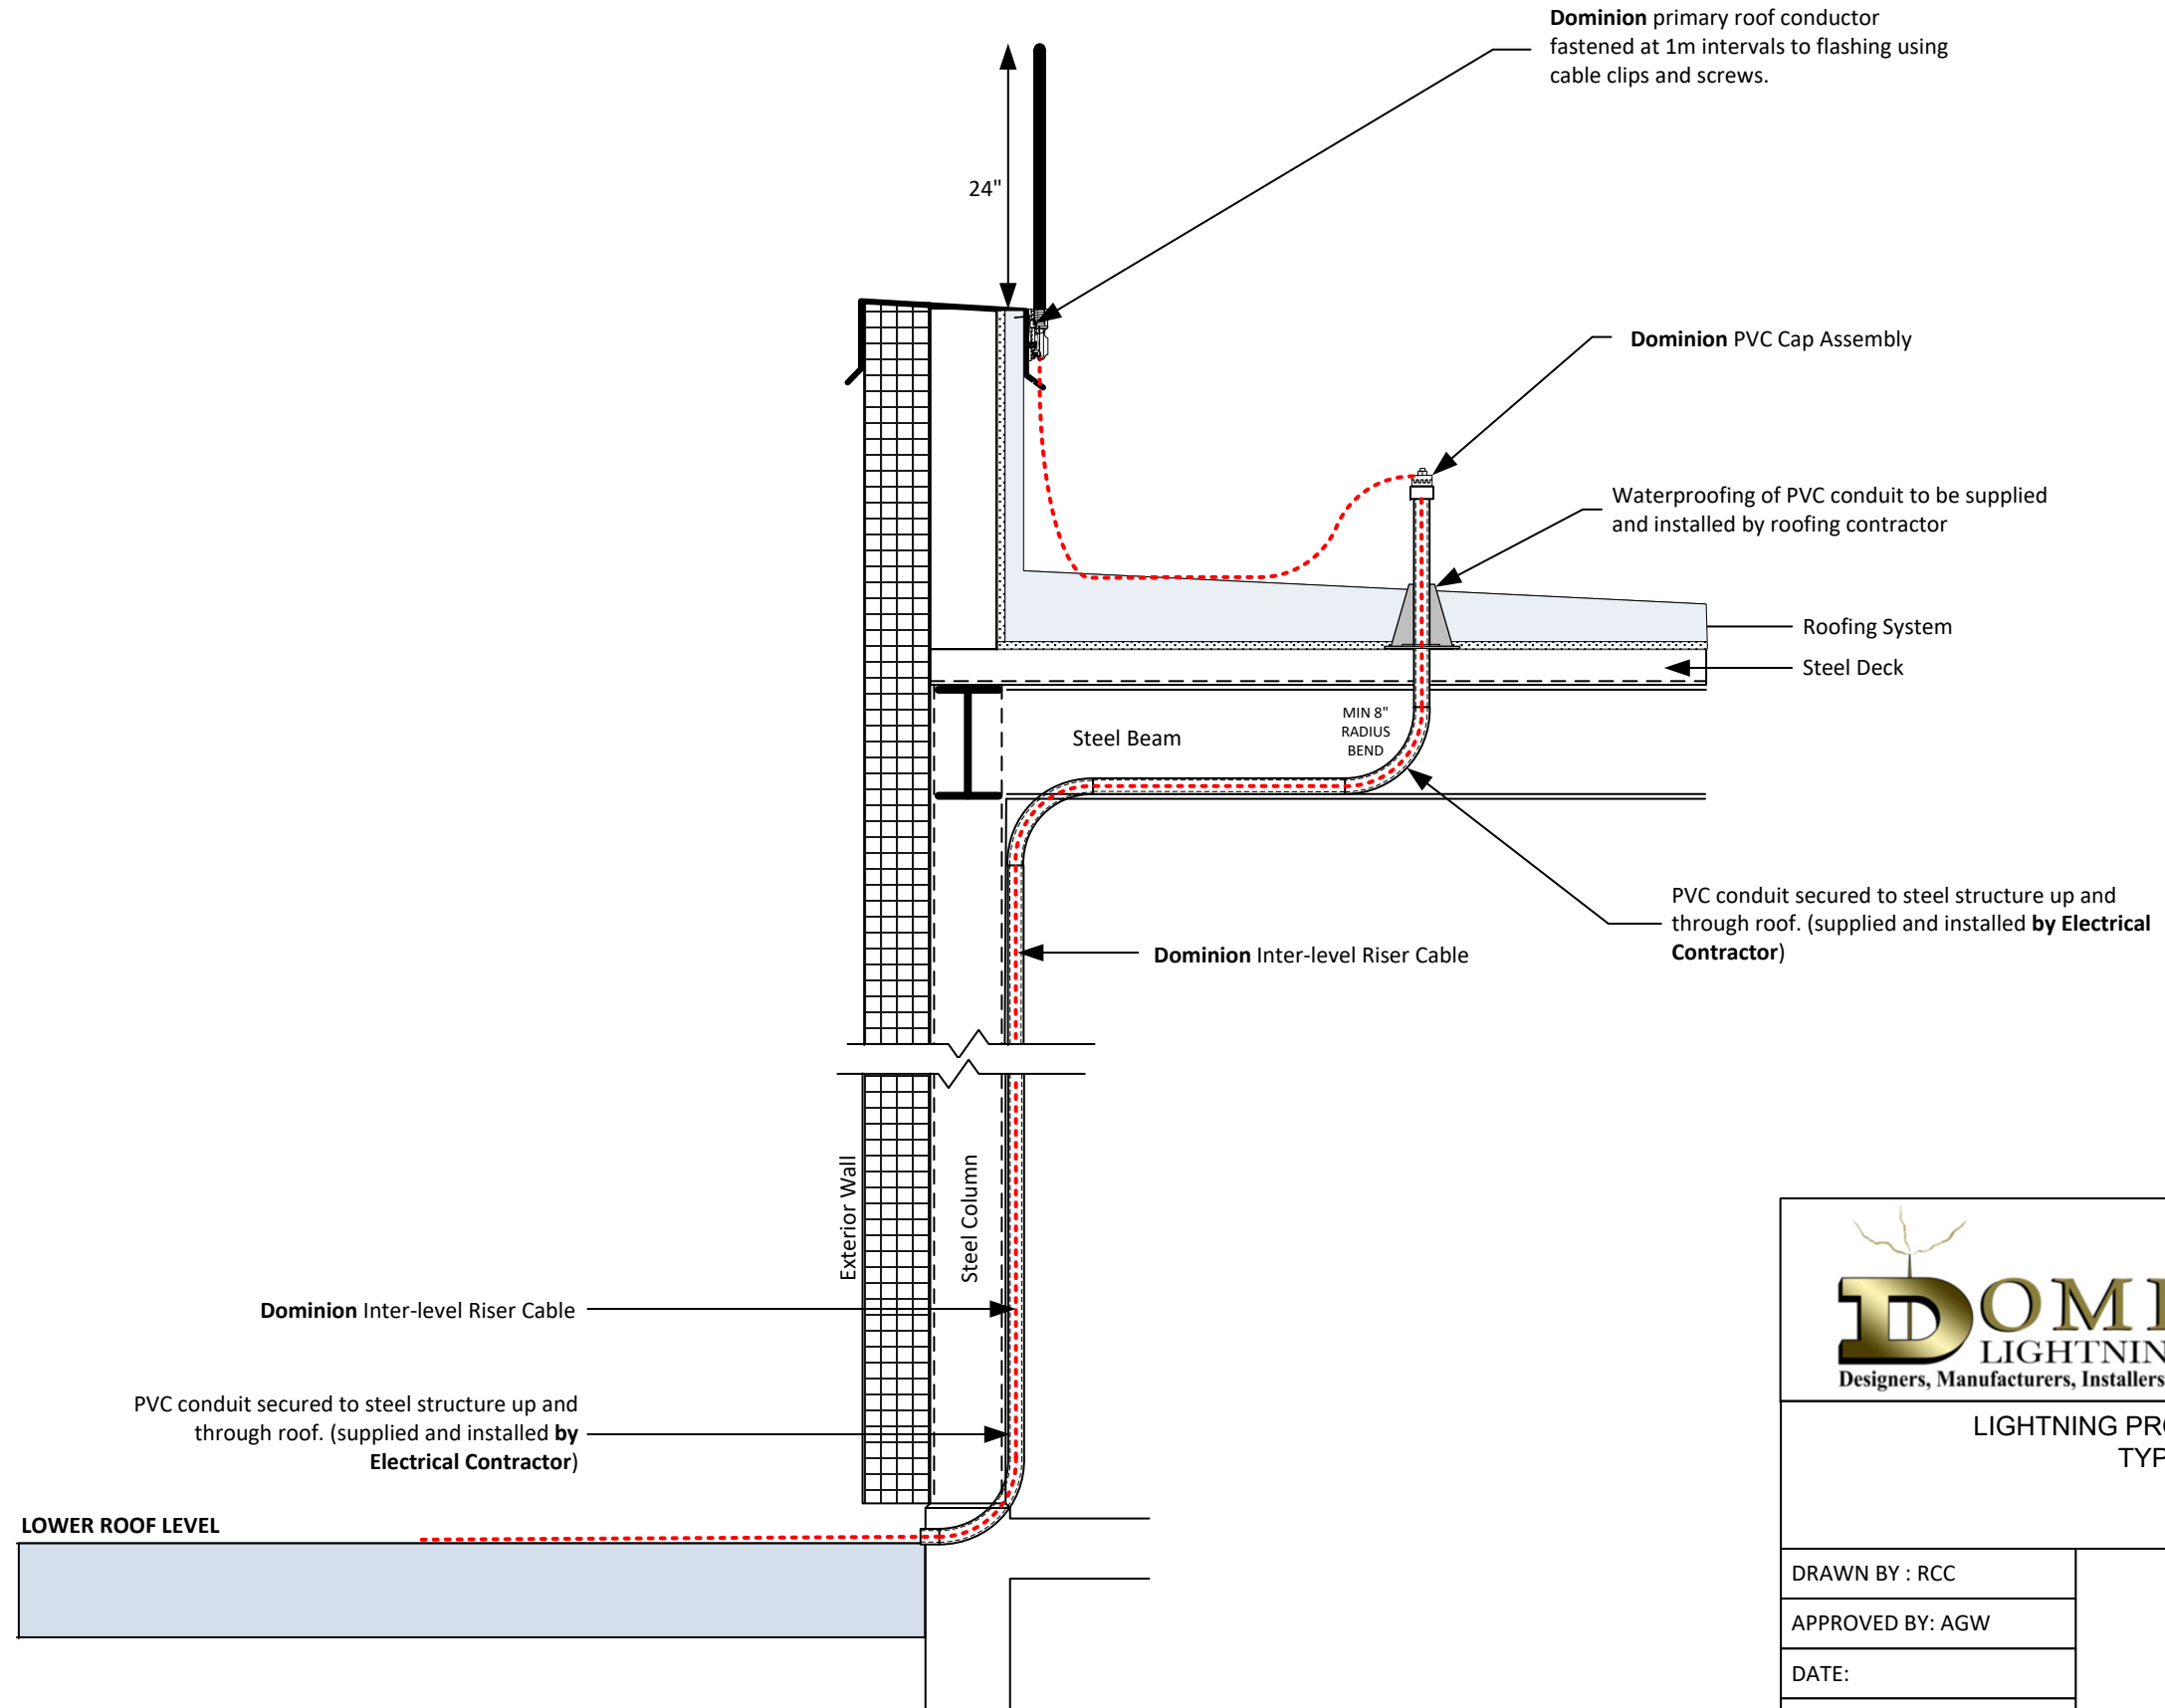 Dominion primary roof conductor
fastened at 1m intervals to flashing using
cable clips and screws.
24"
Dominion PVC Cap Assembly
Waterproofing of PVC conduit to be supplied
and installed by roofing contractor
Roofing System
Steel Deck
MIN 8"
RADIUS
BEND
Steel Beam
PVC conduit secured to steel structure up and
through roof. (supplied and installed by Electrical
Contractor)
Dominion Inter-level Riser Cable
Exterior Wall
Steel Column
Dominion Inter-level Riser Cable
PVC conduit secured to steel structure up and
through roof. (supplied and installed by
Electrical Contractor)
LOWER ROOF LEVEL
DOMI
LIGHTNIN
Designers, Manufacturers, Installers
LIGHTNING PRO
TYP
DRAWN BY : RCC
APPROVED BY: AGW
DATE: